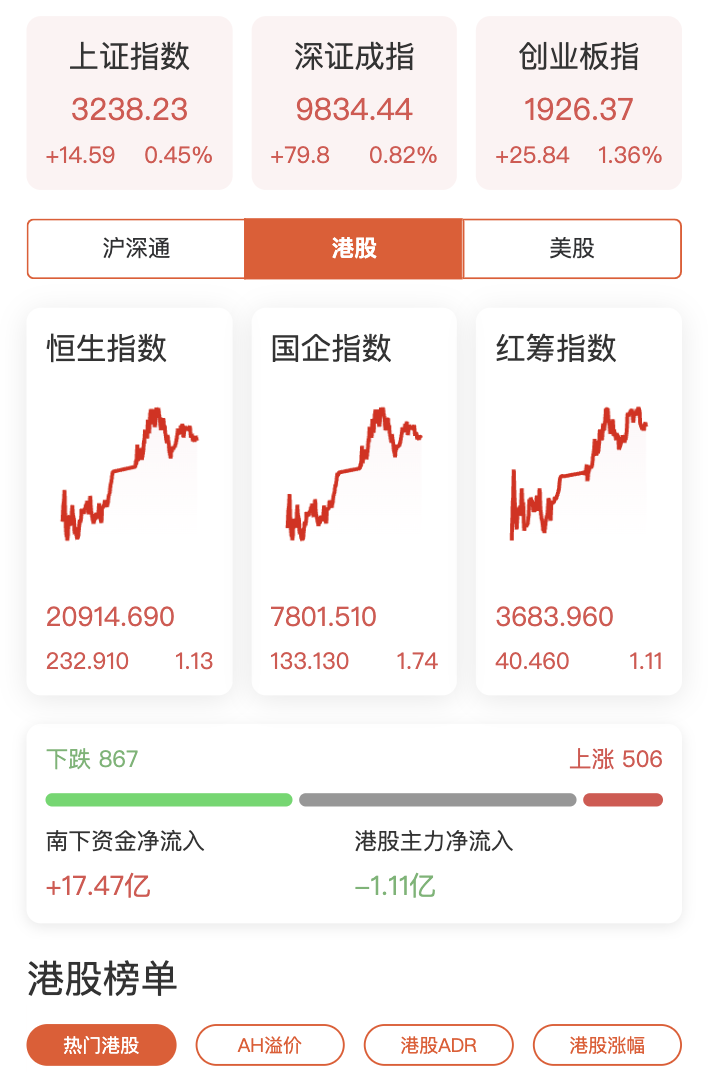 上证指数 深证成指 创业板指
3238.23 9834.44 1926.37
+14.59 0.45% +79.8 0.82% +25.84 1.36%
沪深通 港股 美股
恒生指数 国企指数 红筹指数
20914.690 7801.510 3683.960
232.910 1.13 133.130 1.74 40.460 1.11
下跌 867 上涨 506
南下资金净流入 港股主力净流入
+17.47亿 −1.11亿
港股榜单
热门港股 AH溢价 港股ADR 港股涨幅